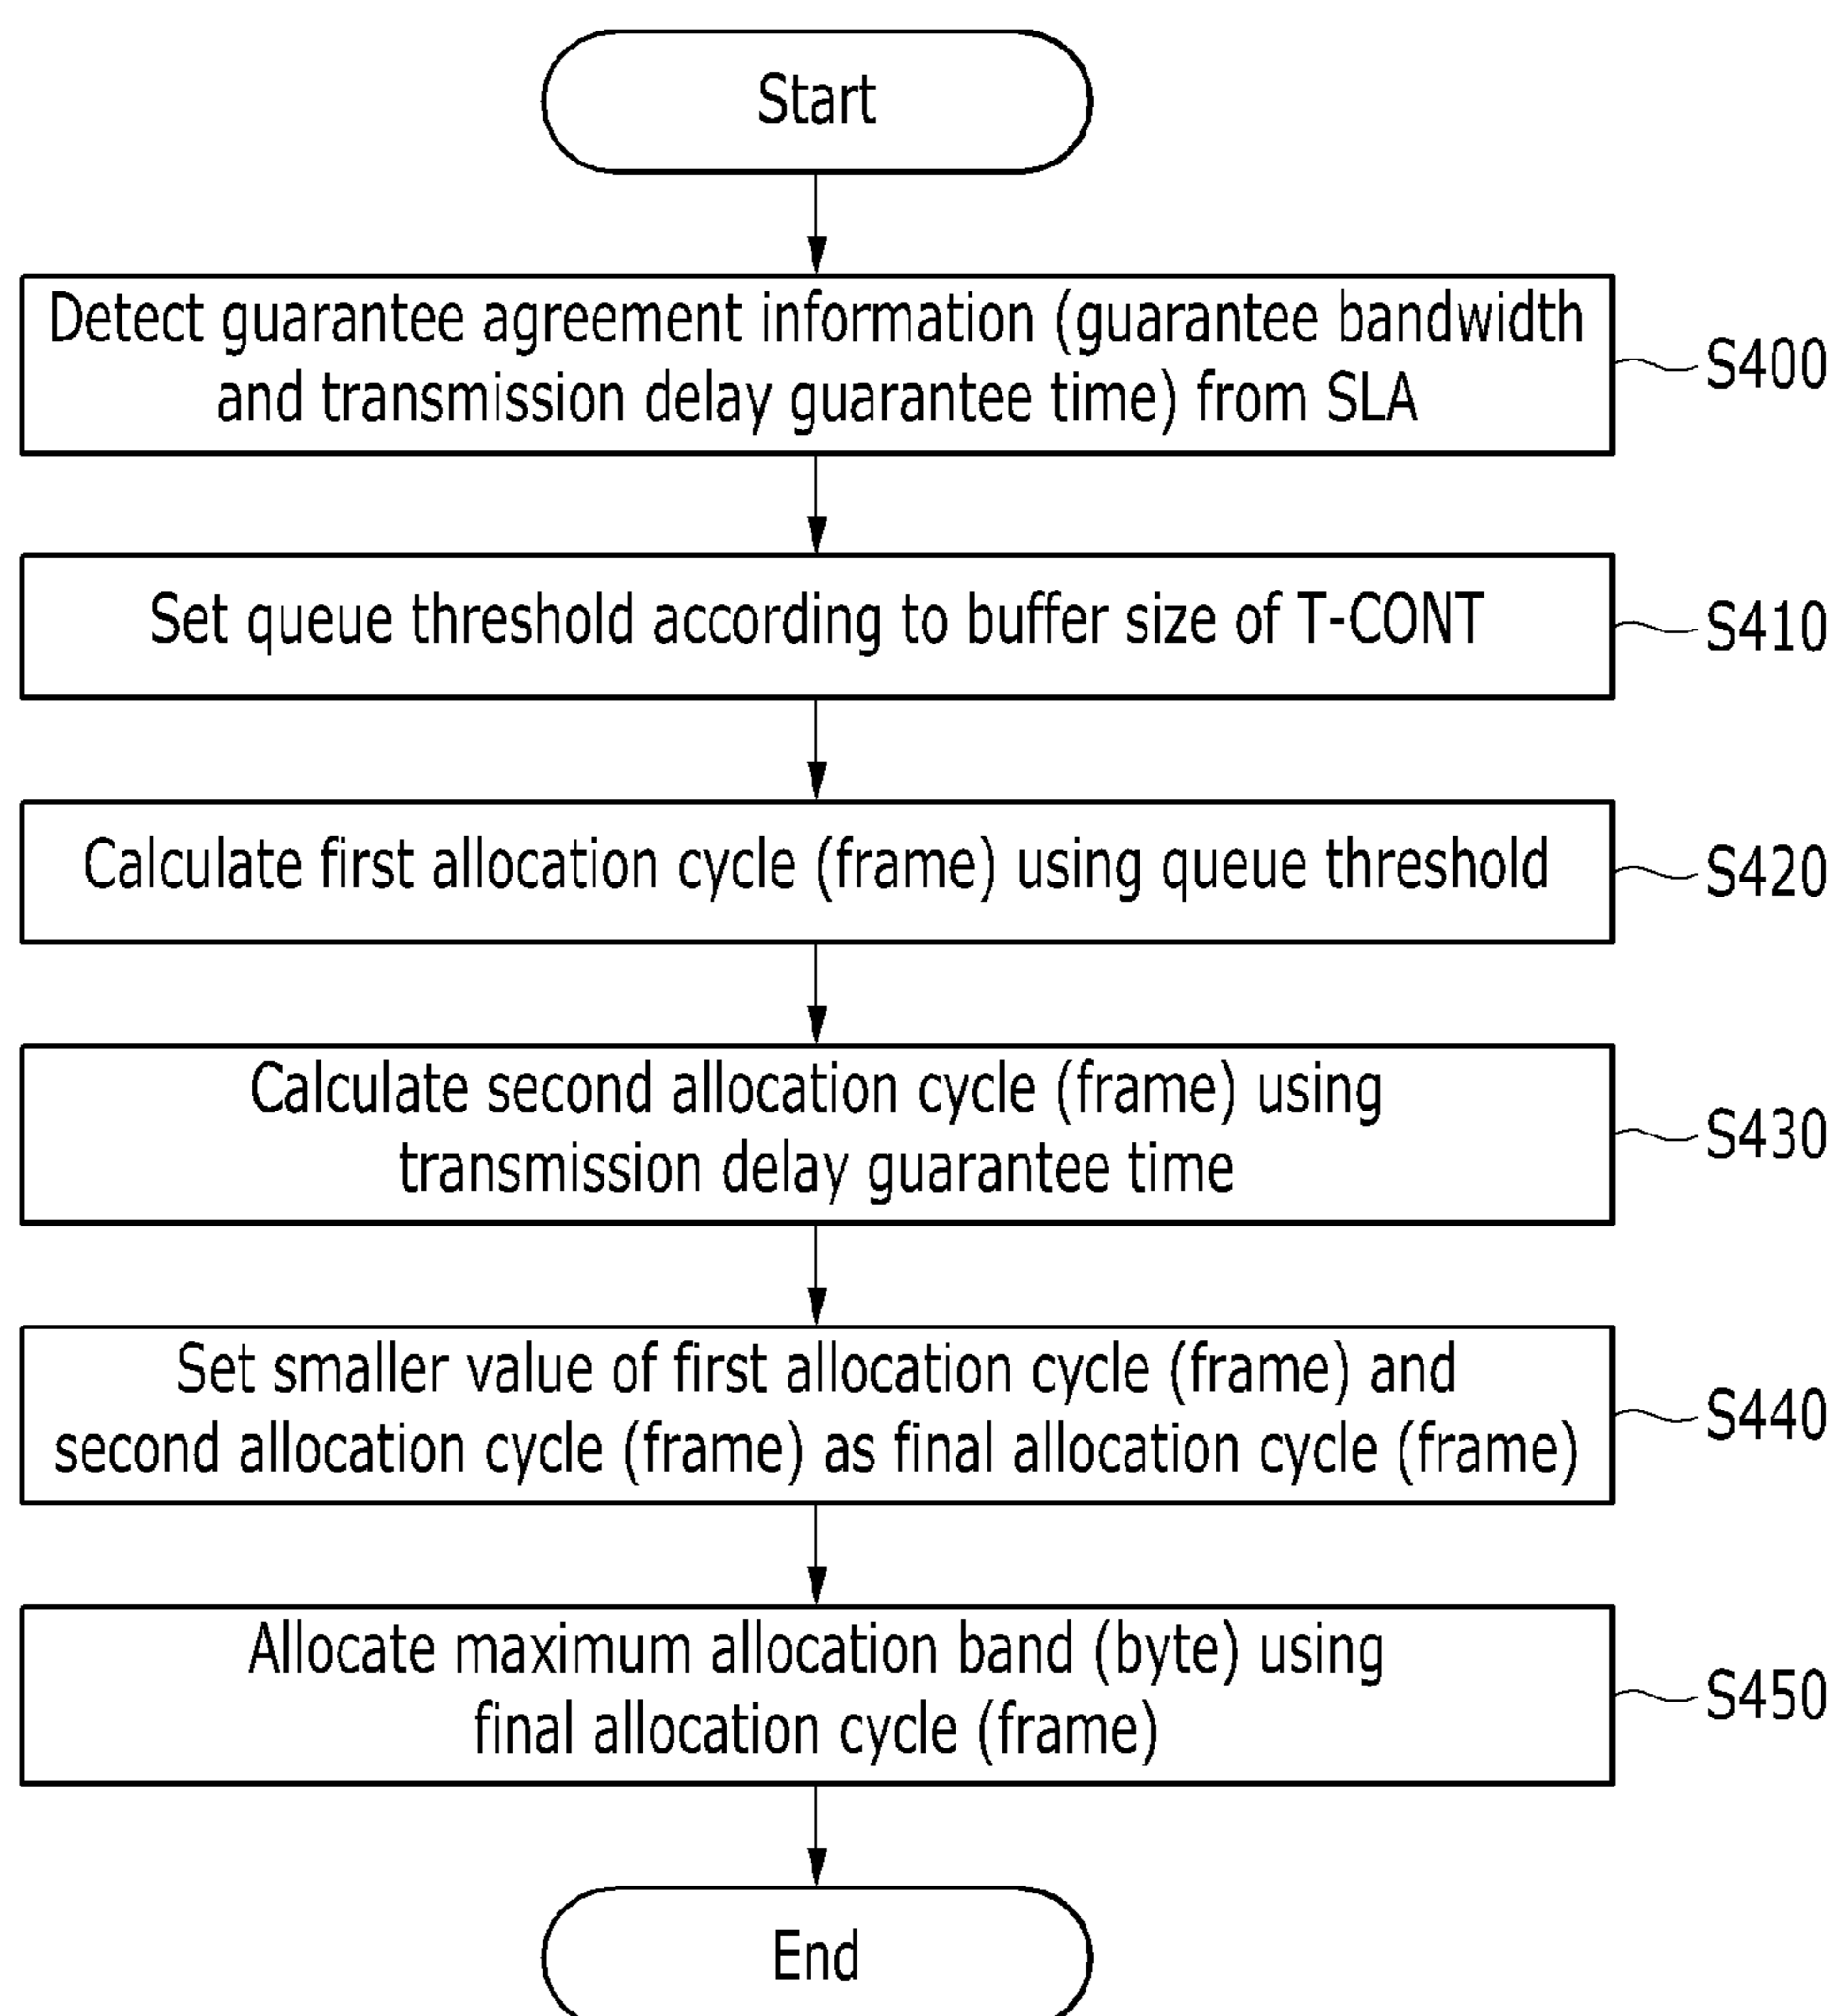 Start
Detect guarantee agreement information (guarantee bandwidth
and transmission delay guarantee time) from SLA
S400
Set queue threshold according to buffer size of T-CONT
S410
Calculate first allocation cycle (frame) using queue threshold
S420
Calculate second allocation cycle (frame) using
transmission delay guarantee time
S430
Set smaller value of first allocation cycle (frame) and
second allocation cycle (frame) as final allocation cycle (frame)
S440
Allocate maximum allocation band (byte) using
final allocation cycle (frame)
S450
End